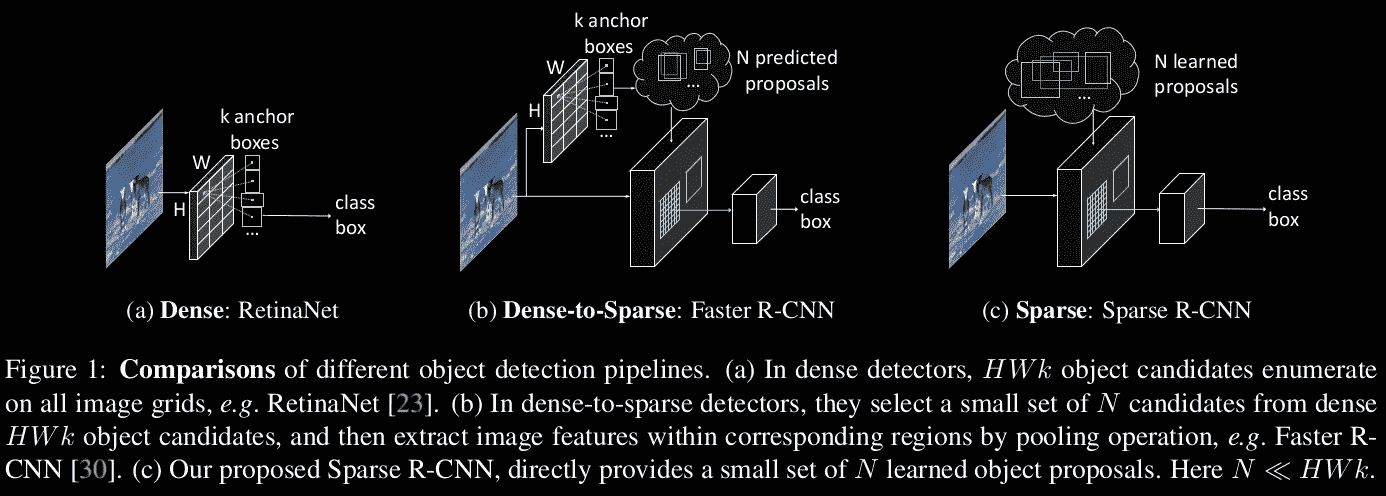 k anchor
boxes
W
H
...
class
box
(a) Dense: RetinaNet
k anchor
boxes
W
H
...
N predicted
proposals
...
class
box
(b) Dense-to-Sparse: Faster R-CNN
N learned
proposals
...
class
box
(c) Sparse: Sparse R-CNN
Figure 1: Comparisons of different object detection pipelines. (a) In dense detectors, HWk object candidates enumerate
on all image grids, e.g. RetinaNet [23]. (b) In dense-to-sparse detectors, they select a small set of N candidates from dense
HWk object candidates, and then extract image features within corresponding regions by pooling operation, e.g. Faster R-
CNN [30]. (c) Our proposed Sparse R-CNN, directly provides a small set of N learned object proposals. Here N ≪ HWk.